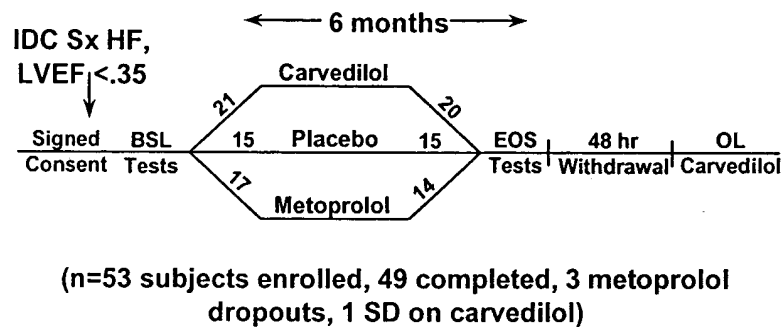 6 months
IDC Sx HF,
LVEF <.35
Carvedilol
21
20
Signed
Consent
BSL
Tests
15
Placebo
15
EOS
Tests
48 hr
Withdrawal
OL
Carvedilol
17
14
Metoprolol
(n=53 subjects enrolled, 49 completed, 3 metoprolol
dropouts, 1 SD on carvedilol)